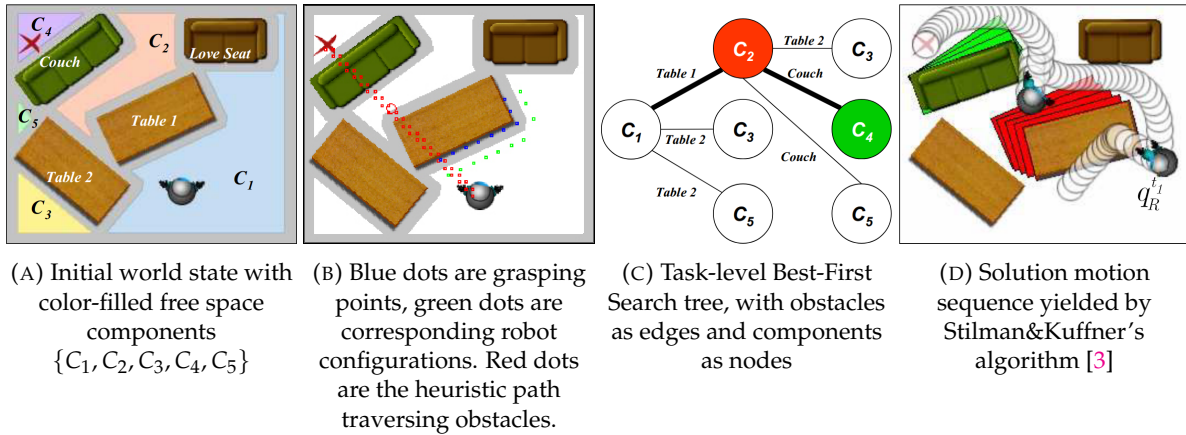 C4
C2
Love Seat
Couch
C5
Table 1
Table 2
C1
C3
C2
Table 2
C3
Table 1
Couch
C1
Table 2
C3
C4
Couch
Table 2
C5
C5
q_R^{t_1}
(A) Initial world state with
color-filled free space
components
{C1, C2, C3, C4, C5}
(B) Blue dots are grasping
points, green dots are
corresponding robot
configurations. Red dots
are the heuristic path
traversing obstacles.
(C) Task-level Best-First
Search tree, with obstacles
as edges and components
as nodes
(D) Solution motion
sequence yielded by
Stilman&Kuffner's
algorithm [3]